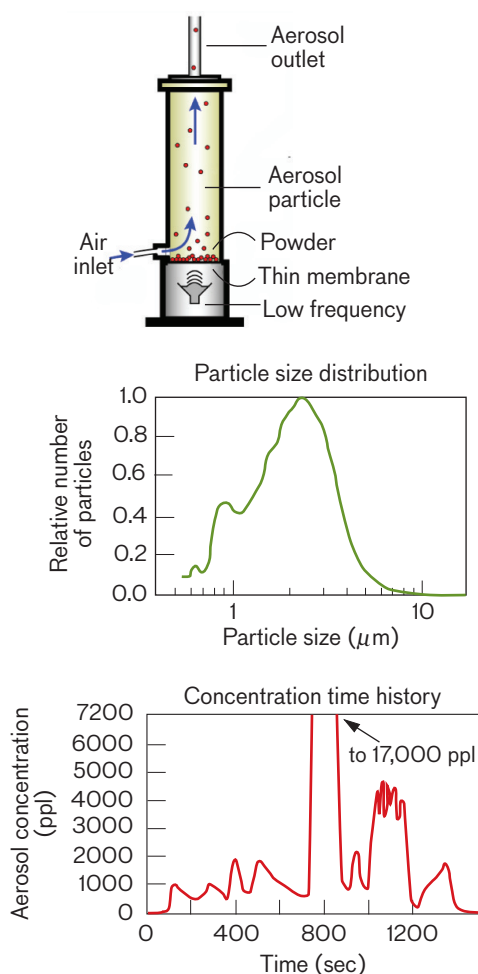 Aerosol
outlet
Aerosol
particle
Air
inlet
Powder
Thin membrane
Low frequency
Particle size distribution
Relative number
of particles
1.0
0.8
0.6
0.4
0.2
0.0
1
10
Particle size (μm)
Concentration time history
Aerosol concentration
(ppl)
7200
6000
5000
4000
3000
2000
1000
0
to 17,000 ppl
0
400
800
1200
Time (sec)